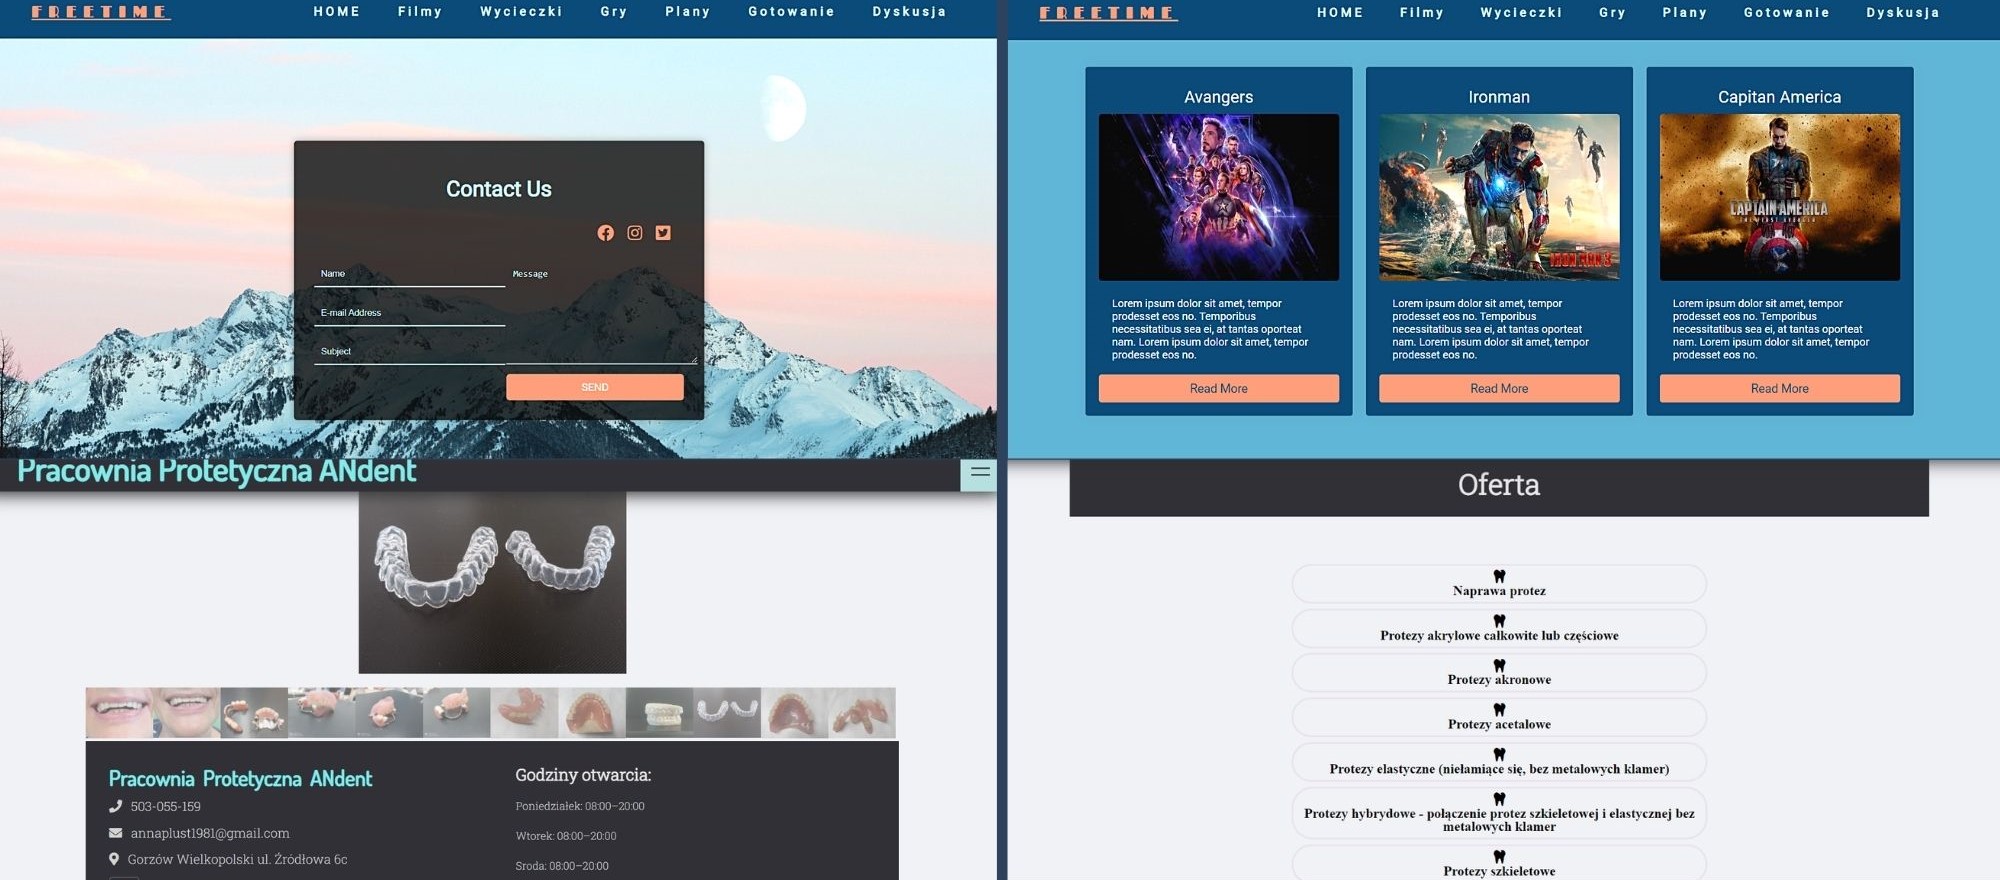 FREETIME
HOME Filmy Wycieczki Gry Plany Gotowanie Dyskusja
Contact Us
Name
Message
E-mail Address
Subject
SEND
FREETIME
HOME Filmy Wycieczki Gry Plany Gotowanie Dyskusja
Avangers
Lorem ipsum dolor sit amet, tempor
prodesset eos no. Temporibus
necessitatibus sea ei, at tantas oporteat
nam. Lorem ipsum dolor sit amet, tempor
prodesset eos no.
Read More
Ironman
IRON MAN 3
Lorem ipsum dolor sit amet, tempor
prodesset eos no. Temporibus
necessitatibus sea ei, at tantas oporteat
nam. Lorem ipsum dolor sit amet, tempor
prodesset eos no.
Read More
Capitan America
CAPTAIN AMERICA
THE FIRST AVENGER
Lorem ipsum dolor sit amet, tempor
prodesset eos no. Temporibus
necessitatibus sea ei, at tantas oporteat
nam. Lorem ipsum dolor sit amet, tempor
prodesset eos no.
Read More
Pracownia Protetyczna ANdent
Pracownia Protetyczna ANdent
503-055-159
annaplust1981@gmail.com
Gorzów Wielkopolski ul. Źródłowa 6c
Godziny otwarcia:
Poniedziałek: 08:00–20:00
Wtorek: 08:00–20:00
Sroda: 08:00–20:00
Oferta
Naprawa protez
Protezy akrylowe całkowite lub częściowe
Protezy akronowe
Protezy acetalowe
Protezy elastyczne (niełamiące się, bez metalowych klamer)
Protezy hybrydowe - połączenie protez szkieletowej i elastycznej bez
metalowych klamer
Protezy szkieletowe